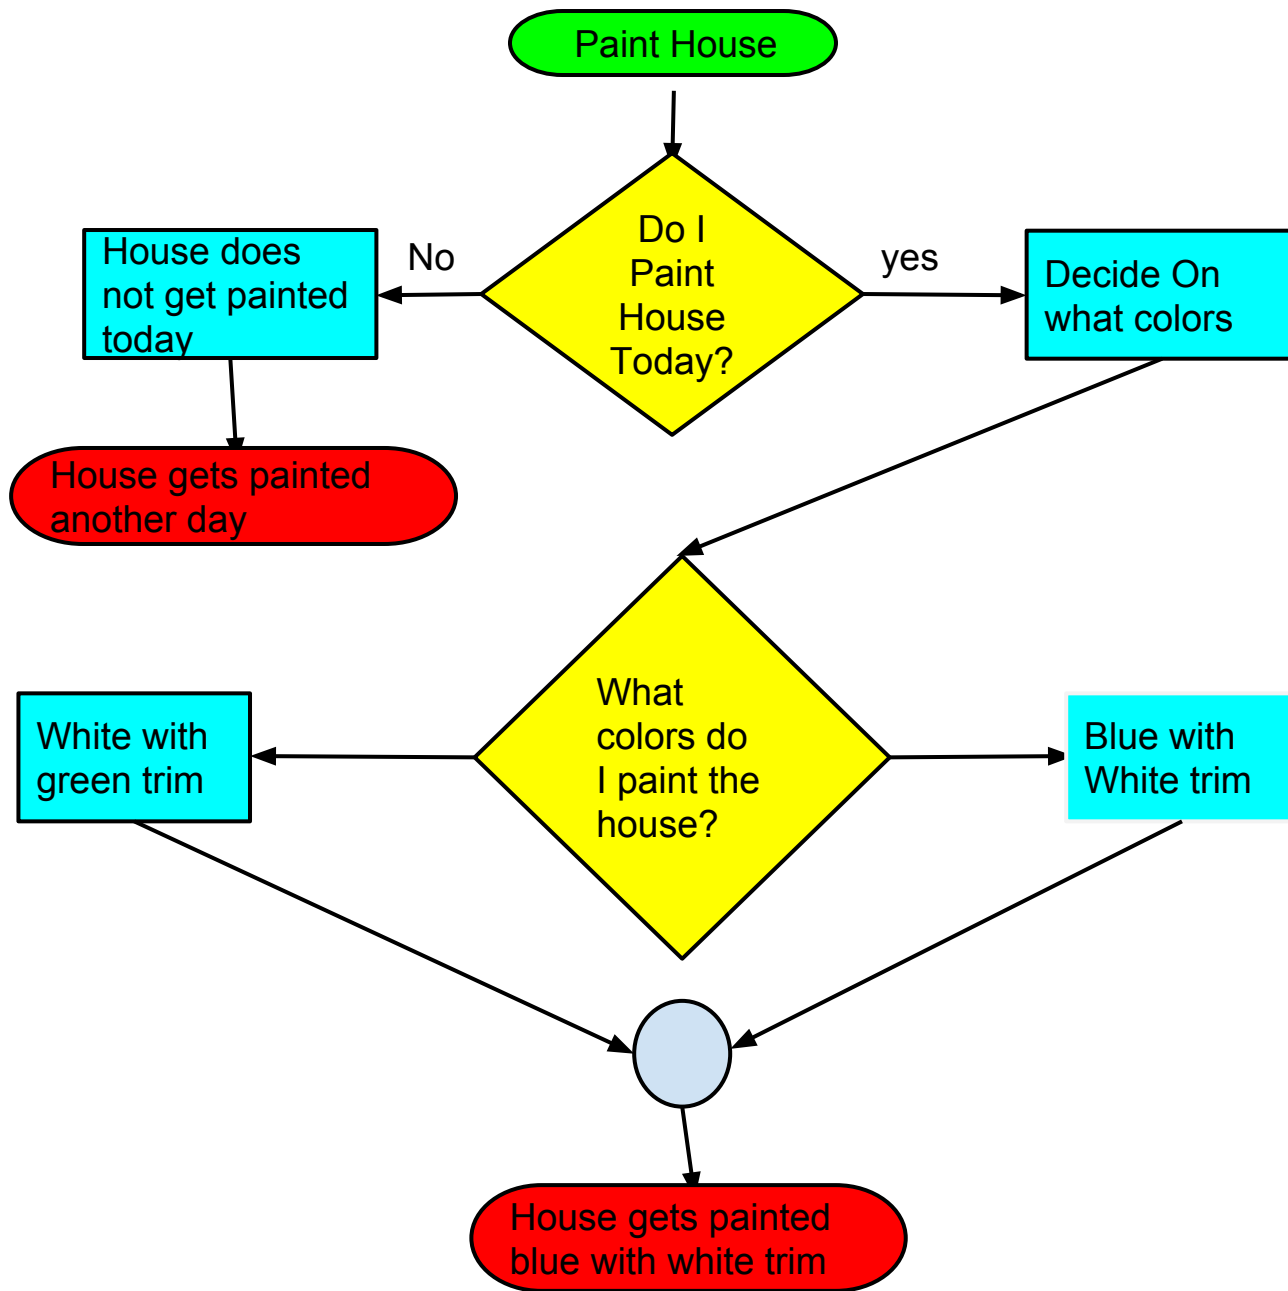 Paint House
Do I
Paint
House
Today?
No
yes
House does
not get painted
today
Decide On
what colors
House gets painted
another day
What
colors do
I paint the
house?
White with
green trim
Blue with
White trim
House gets painted
blue with white trim